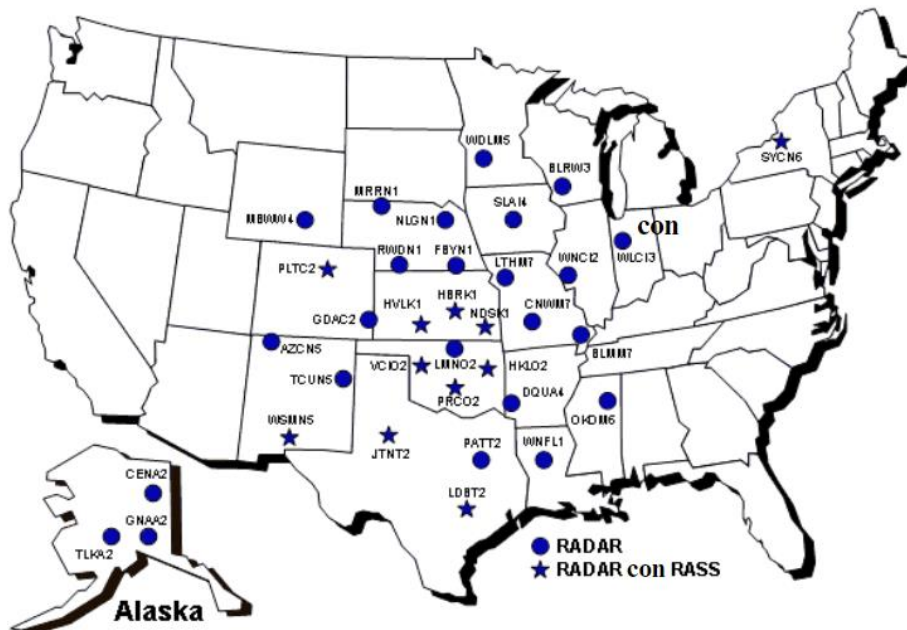 WDLM5
SYCN6
BLRW3
MRRN1
SLAI4
con
MBWW4
NLGN1
WLCI3
RWDN1
FBYN1
LTHM7
WNCI2
PLTC2
HVLK1
HBRK1
NDSK1
CNWM7
GDAC2
AZCN5
VCIO2
LMNO2
HKLO2
BLMM7
TCUN5
PRCO2
DQUA4
OKOM6
WSMN5
JTNT2
PATT2
WNFL1
CENA2
LDBT2
GNAA2
TLKA2
RADAR
RADAR con RASS
Alaska